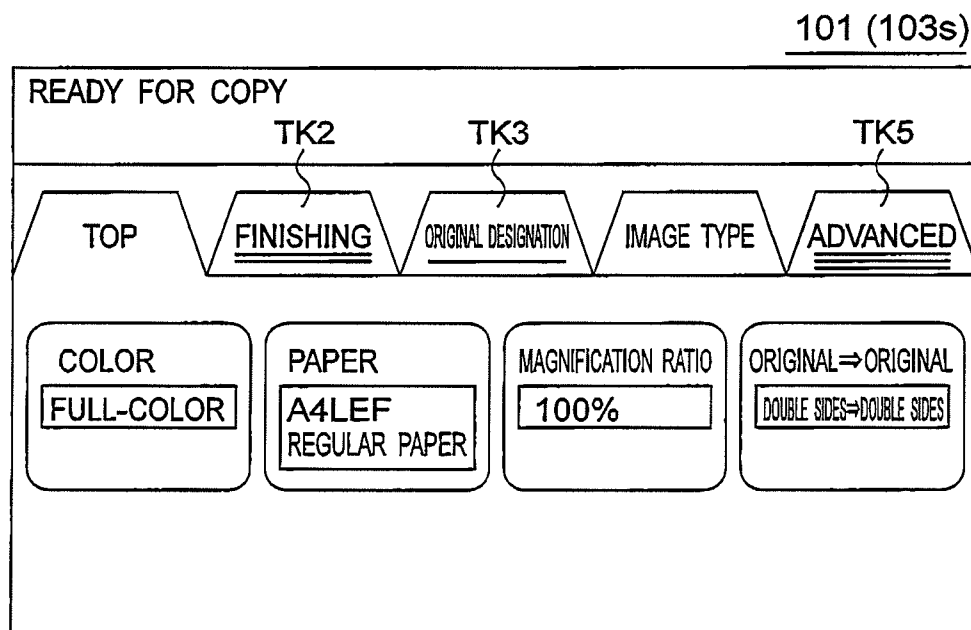 101 (103s)
READY FOR COPY
TK2 TK3 TK5
TOP FINISHING ORIGINAL DESIGNATION IMAGE TYPE ADVANCED
COLOR
FULL-COLOR
PAPER
A4LEF
REGULAR PAPER
MAGNIFICATION RATIO
100%
ORIGINAL⇒ORIGINAL
DOUBLE SIDES⇒DOUBLE SIDES